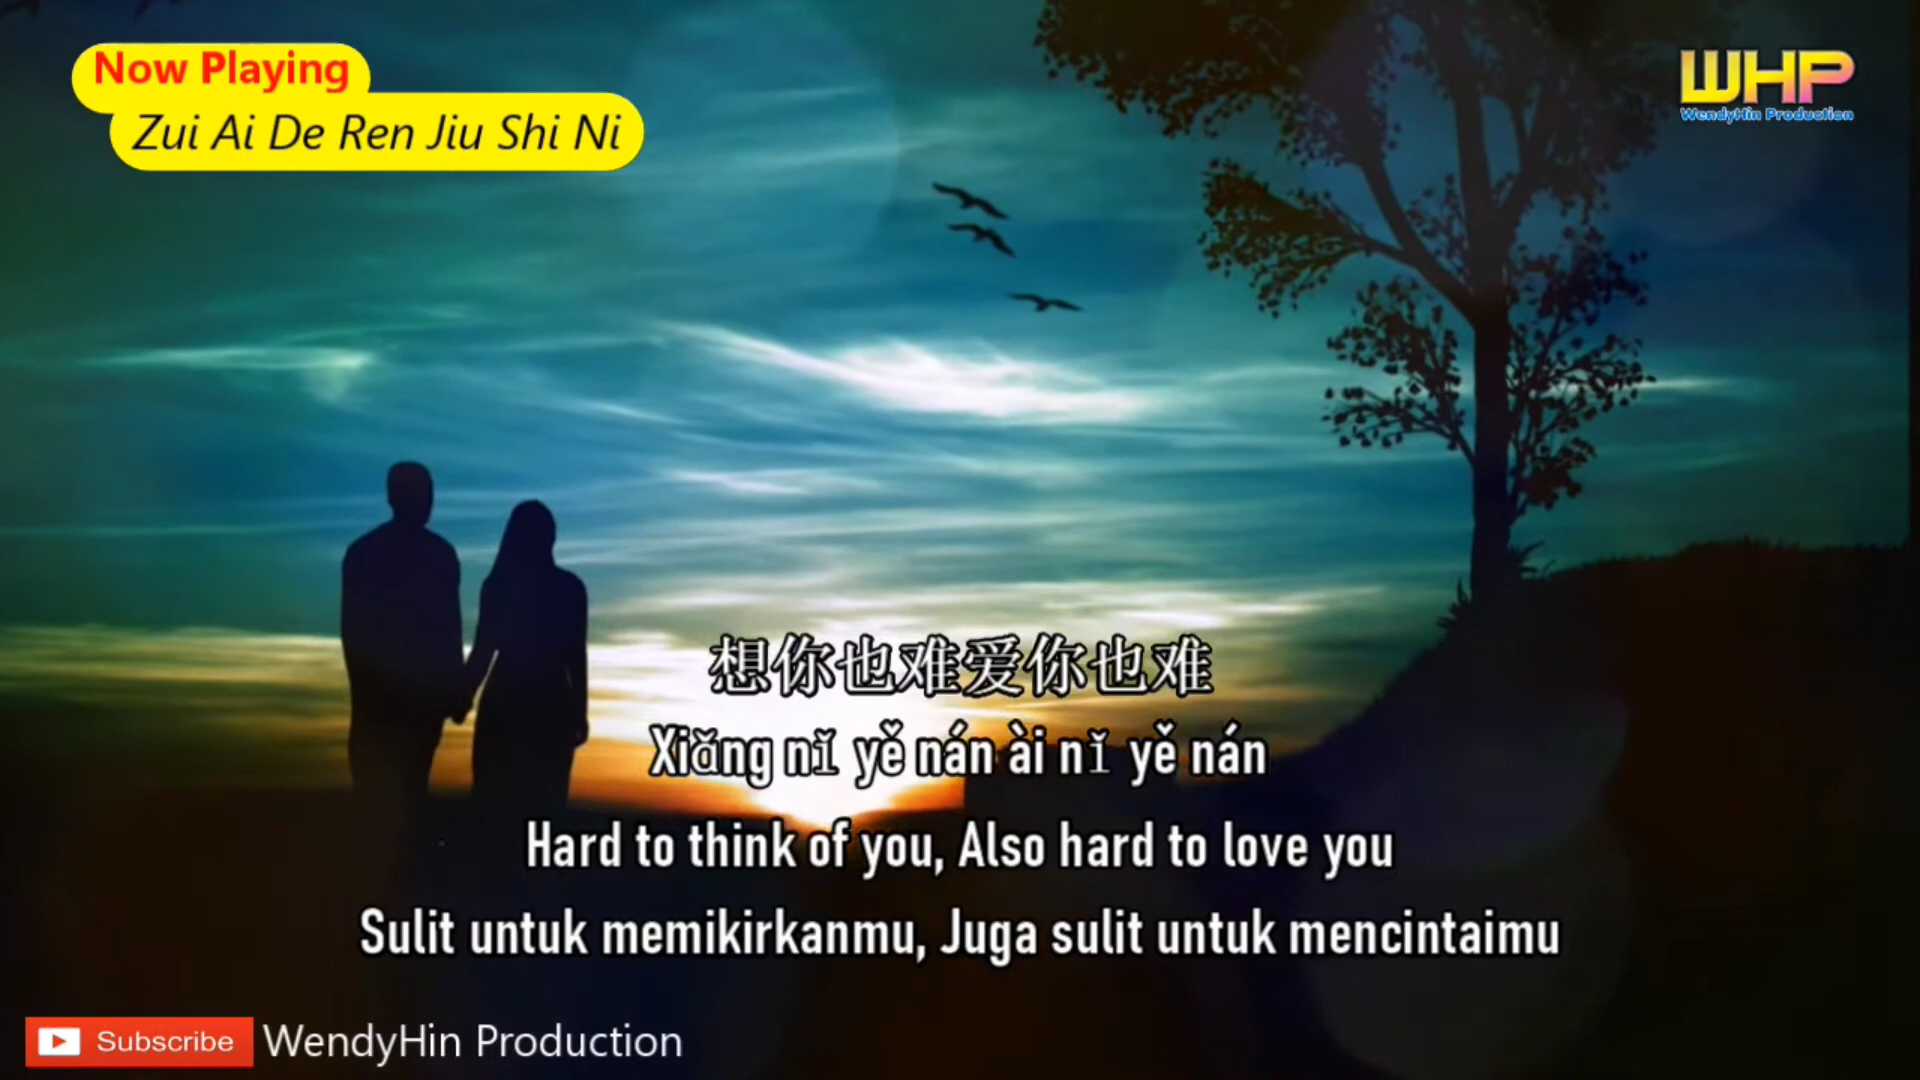 Now Playing
Zui Ai De Ren Jiu Shi Ni
WHP
WendyHin Production
想你也难爱你也难
Xiǎng nǐ yě nán ài nǐ yě nán
Hard to think of you, Also hard to love you
Sulit untuk memikirkanmu, Juga sulit untuk mencintaimu
Subscribe WendyHin Production